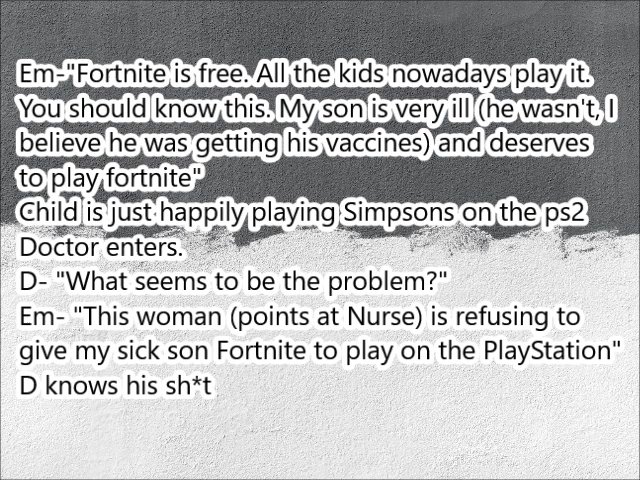 Em-"Fortnite is free. All the kids nowadays play it.
You should know this. My son is very ill (he wasn't, I
believe he was getting his vaccines) and deserves
to play fortnite"
Child is just happily playing Simpsons on the ps2
Doctor enters.
D- "What seems to be the problem?"
Em- "This woman (points at Nurse) is refusing to
give my sick son Fortnite to play on the PlayStation"
D knows his sh*t